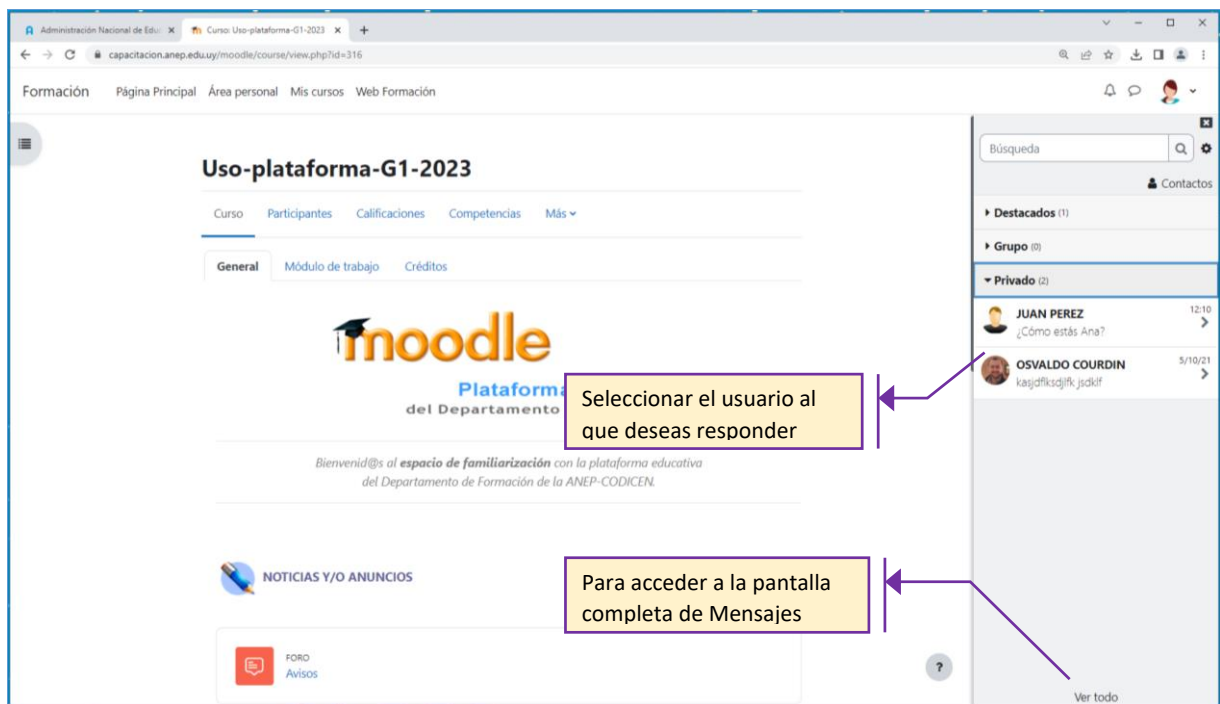 Administración Nacional de Edu
Curso: Uso-plataforma-G1-2023
capacitacion.anep.edu.uy/moodle/course/view.php?id=316
Formación Página Principal Área personal Mis cursos Web Formación
Búsqueda
Contactos
Uso-plataforma-G1-2023
Curso Participantes Calificaciones Competencias Más
General Módulo de trabajo Créditos
Destacados (1)
Grupo (0)
Privado (2)
JUAN PEREZ 12:10
¿Cómo estás Ana?
OSVALDO COURDIN 5/10/21
kasjdflksdjlfk jsdklf
moodle
Plataforma
del Departamento
Seleccionar el usuario al
que deseas responder
Bienvenid@s al espacio de familiarización con la plataforma educativa
del Departamento de Formación de la ANEP-CODICEN.
NOTICIAS Y/O ANUNCIOS
Para acceder a la pantalla
completa de Mensajes
FORO
Avisos
?
Ver todo